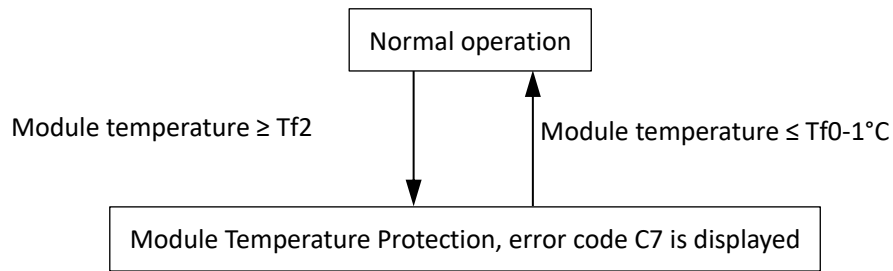 Normal operation
Module temperature ≥ Tf2
Module temperature ≤ Tf0-1°C
Module Temperature Protection, error code C7 is displayed